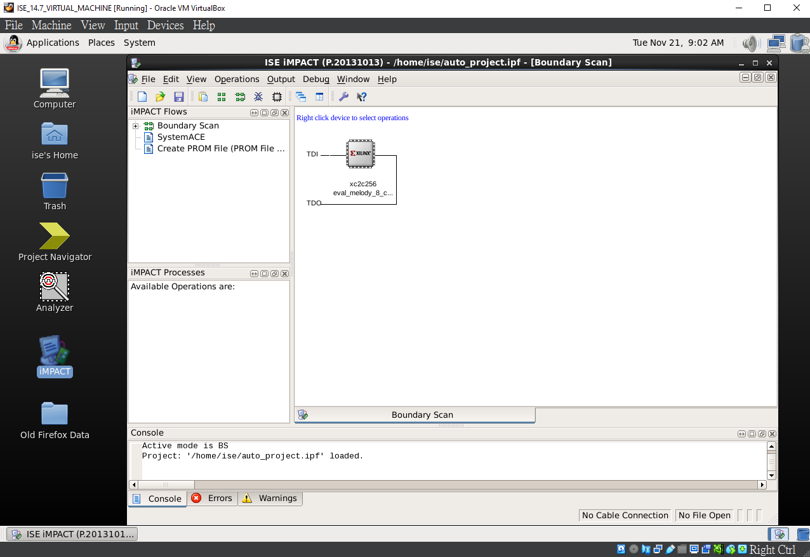 ISE_14.7_VIRTUAL_MACHINE [Running] - Oracle VM VirtualBox
File Machine View Input Devices Help
Applications Places System
Tue Nov 21, 9:02 AM
Computer
ise's Home
Trash
Project Navigator
Analyzer
iMPACT
Old Firefox Data
ISE iMPACT (P.20131013) - /home/ise/auto_project.ipf - [Boundary Scan]
File Edit View Operations Output Debug Window Help
iMPACT Flows
Boundary Scan
SystemACE
Create PROM File (PROM File ...
iMPACT Processes
Available Operations are:
Right click device to select operations
TDI
XILINX
xc2c256
eval_melody_8_c...
TDO
Boundary Scan
Console
Active mode is BS
Project: '/home/ise/auto_project.ipf' loaded.
Console Errors Warnings
No Cable Connection No File Open
ISE iMPACT (P.2013101...
Right Ctrl